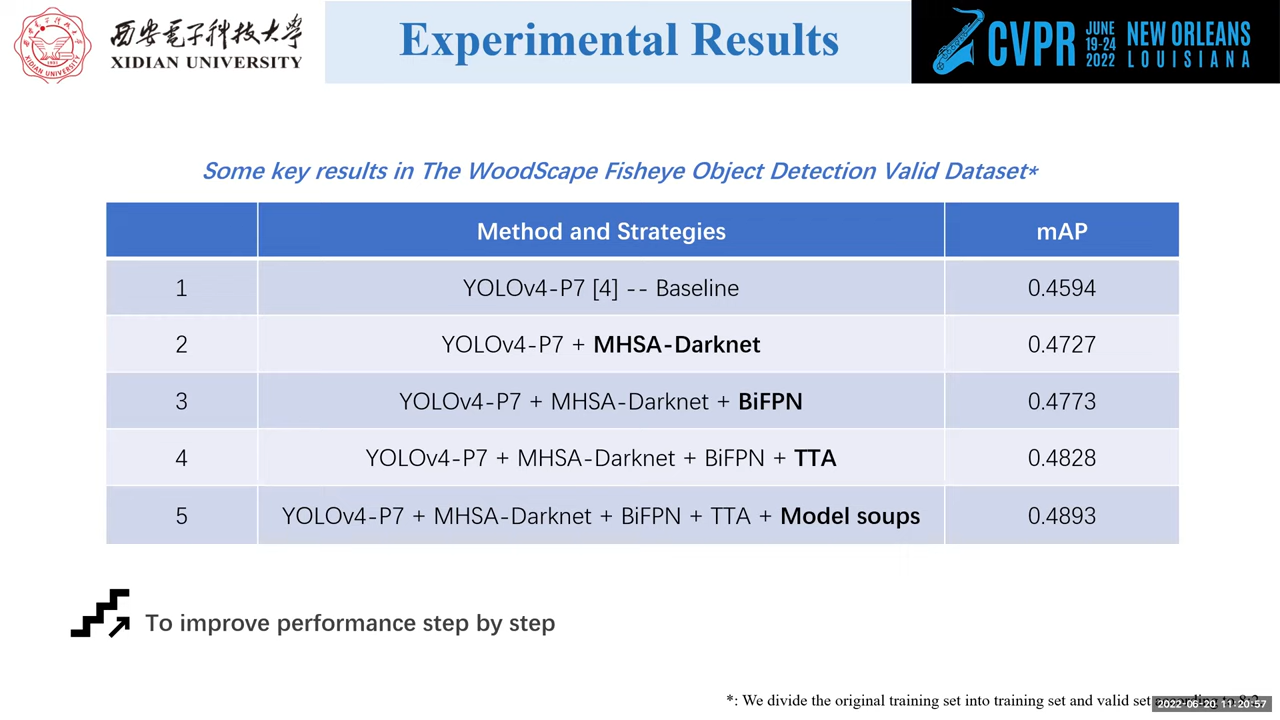 西安电子科技大学
XIDIAN UNIVERSITY
Experimental Results
CVPR
JUNE
19-24
2022
NEW ORLEANS
LOUISIANA
Some key results in The WoodScape Fisheye Object Detection Valid Dataset*
Method and Strategies mAP
1 YOLOv4-P7 [4] -- Baseline 0.4594
2 YOLOv4-P7 + MHSA-Darknet 0.4727
3 YOLOv4-P7 + MHSA-Darknet + BiFPN 0.4773
4 YOLOv4-P7 + MHSA-Darknet + BiFPN + TTA 0.4828
5 YOLOv4-P7 + MHSA-Darknet + BiFPN + TTA + Model soups 0.4893
To improve performance step by step
*: We divide the original training set into training set and valid set according to 8:2
2022-06-20 11:20:57